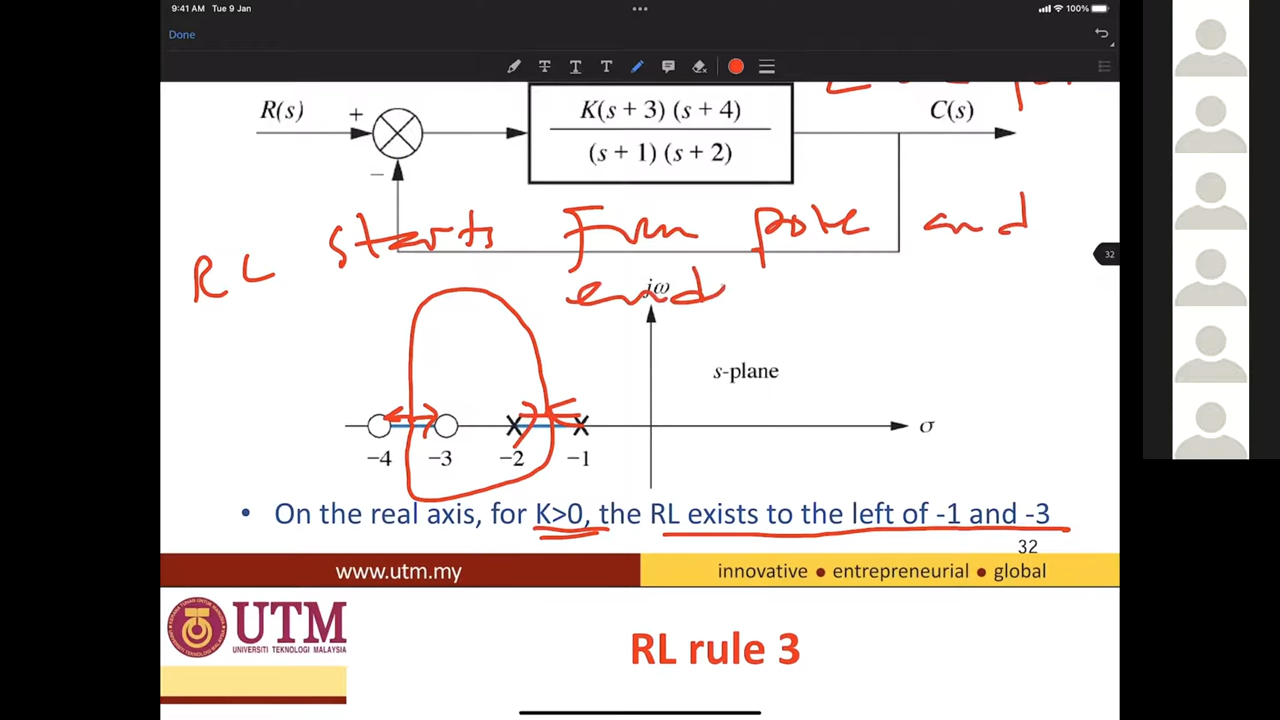 9:41 AM Tue 9 Jan
100%
Done
R(s)
+
−
K(s + 3) (s + 4)
(s + 1) (s + 2)
C(s)
RL starts From pole and
end
jω
s-plane
σ
−4
−3
−2
−1
32
• On the real axis, for K>0, the RL exists to the left of -1 and -3
32
www.utm.my
innovative ● entrepreneurial ● global
UTM
UNIVERSITI TEKNOLOGI MALAYSIA
RL rule 3